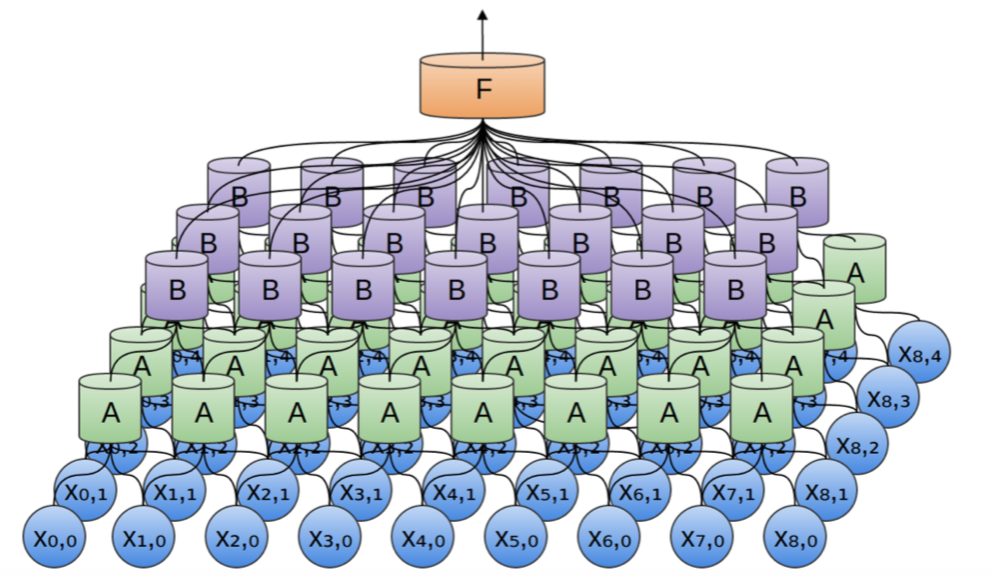 F
B B B B B B B
B B B B B B B
A
B B B B B B B
A
X8,4
A A A A A A A A
X8,3
A A A A A A A A
X8,2
X0,1 X1,1 X2,1 X3,1 X4,1 X5,1 X6,1 X7,1 X8,1
X0,0 X1,0 X2,0 X3,0 X4,0 X5,0 X6,0 X7,0 X8,0